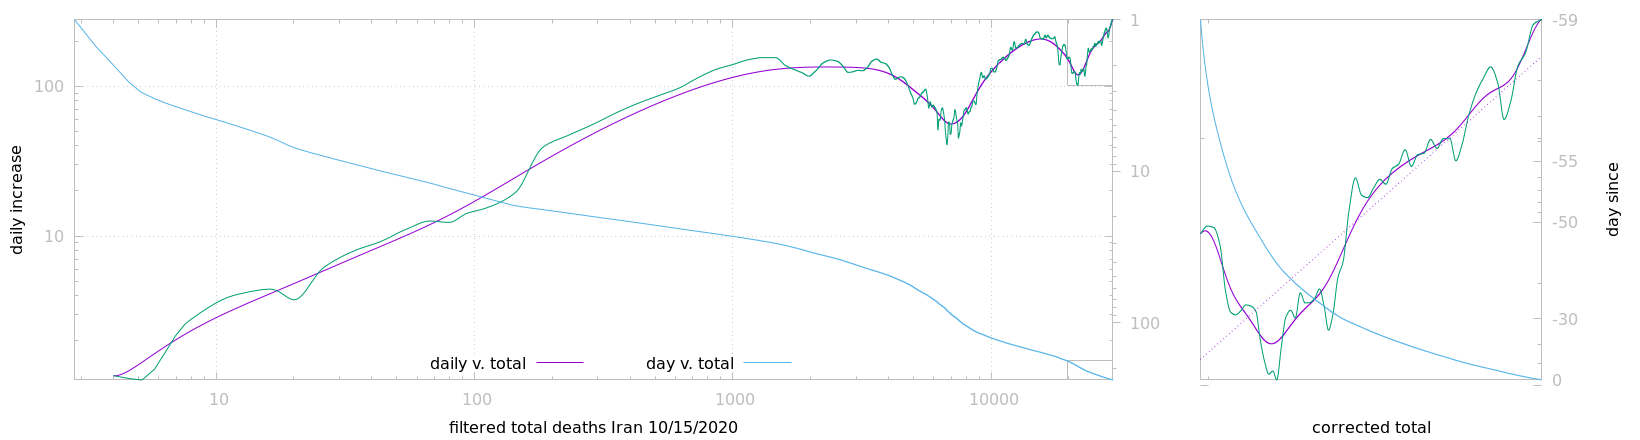 1
-59
100
daily increase
10
-55
day since
-50
10
100
-30
daily v. total
day v. total
0
10
100
1000
10000
filtered total deaths Iran 10/15/2020
corrected total